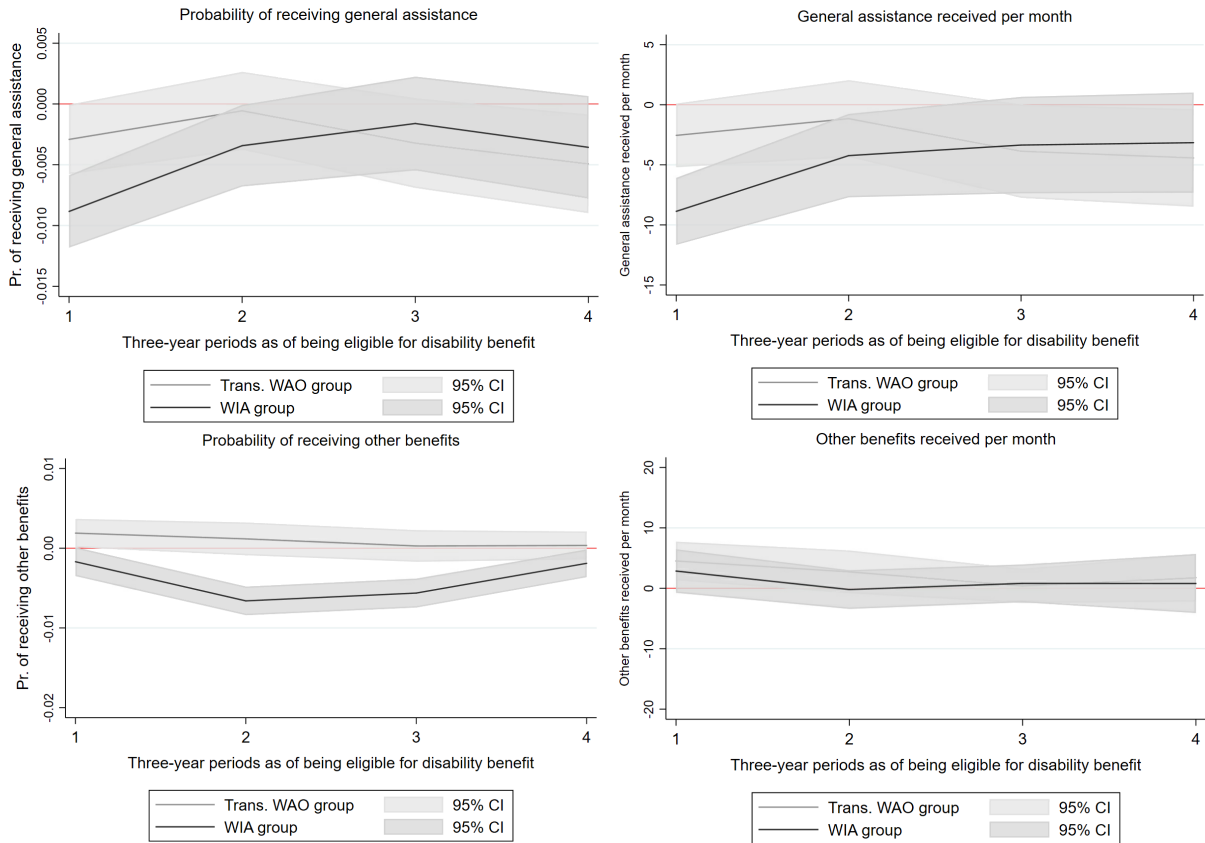 Probability of receiving general assistance
Pr. of receiving general assistance
0.005
0.000
-0.005
-0.010
-0.015
1 2 3 4
Three-year periods as of being eligible for disability benefit
Trans. WAO group 95% CI
WIA group 95% CI
General assistance received per month
General assistance received per month
5
0
-5
-10
-15
1 2 3 4
Three-year periods as of being eligible for disability benefit
Trans. WAO group 95% CI
WIA group 95% CI
Probability of receiving other benefits
Pr. of receiving other benefits
0.01
0.00
-0.01
-0.02
1 2 3 4
Three-year periods as of being eligible for disability benefit
Trans. WAO group 95% CI
WIA group 95% CI
Other benefits received per month
Other benefits received per month
20
10
0
-10
-20
1 2 3 4
Three-year periods as of being eligible for disability benefit
Trans. WAO group 95% CI
WIA group 95% CI